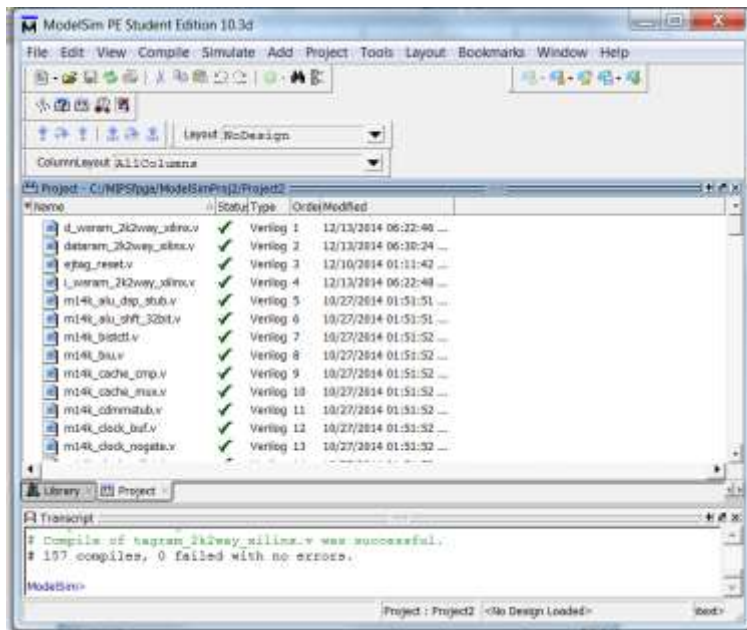 ModelSim PE Student Edition 10.3d
File Edit View Compile Simulate Add Project Tools Layout Bookmarks Window Help
Layout NoDesign
ColumnLayout AllColumns
Project - C:/MIPSfpga/ModelSimProj2/Project2
Name Status Type Order Modified
d_wsram_2k2way_xilinx.v Verilog 1 12/13/2014 06:22:46 ...
dataram_2k2way_xilinx.v Verilog 2 12/13/2014 06:30:24 ...
ejtag_reset.v Verilog 3 12/10/2014 01:11:42 ...
i_wsram_2k2way_xilinx.v Verilog 4 12/13/2014 06:22:48 ...
m14k_alu_dsp_stub.v Verilog 5 10/27/2014 01:51:51 ...
m14k_alu_shft_32bit.v Verilog 6 10/27/2014 01:51:51 ...
m14k_bistctl.v Verilog 7 10/27/2014 01:51:52 ...
m14k_biu.v Verilog 8 10/27/2014 01:51:52 ...
m14k_cache_cmp.v Verilog 9 10/27/2014 01:51:52 ...
m14k_cache_mux.v Verilog 10 10/27/2014 01:51:52 ...
m14k_cdmmstub.v Verilog 11 10/27/2014 01:51:52 ...
m14k_clock_buf.v Verilog 12 10/27/2014 01:51:52 ...
m14k_clock_nogate.v Verilog 13 10/27/2014 01:51:52 ...
Library Project
Transcript
# Compile of tagram_2k2way_xilinx.v was successful.
# 157 compiles, 0 failed with no errors.
ModelSim>
Project : Project2 <No Design Loaded>